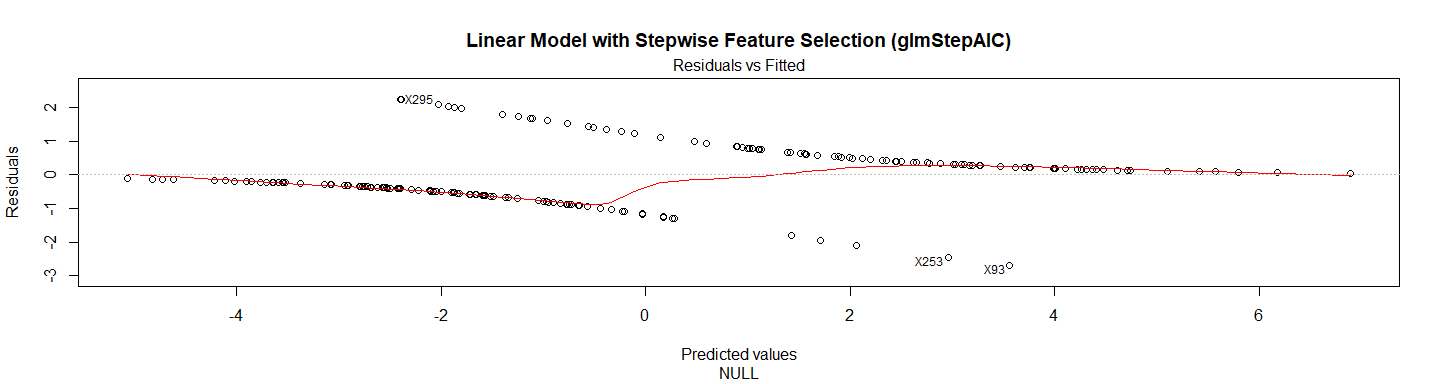 Linear Model with Stepwise Feature Selection (glmStepAIC)
Residuals vs Fitted
Residuals
2
1
0
-1
-2
-3
X295
X253
X93
-4
-2
0
2
4
6
Predicted values
NULL